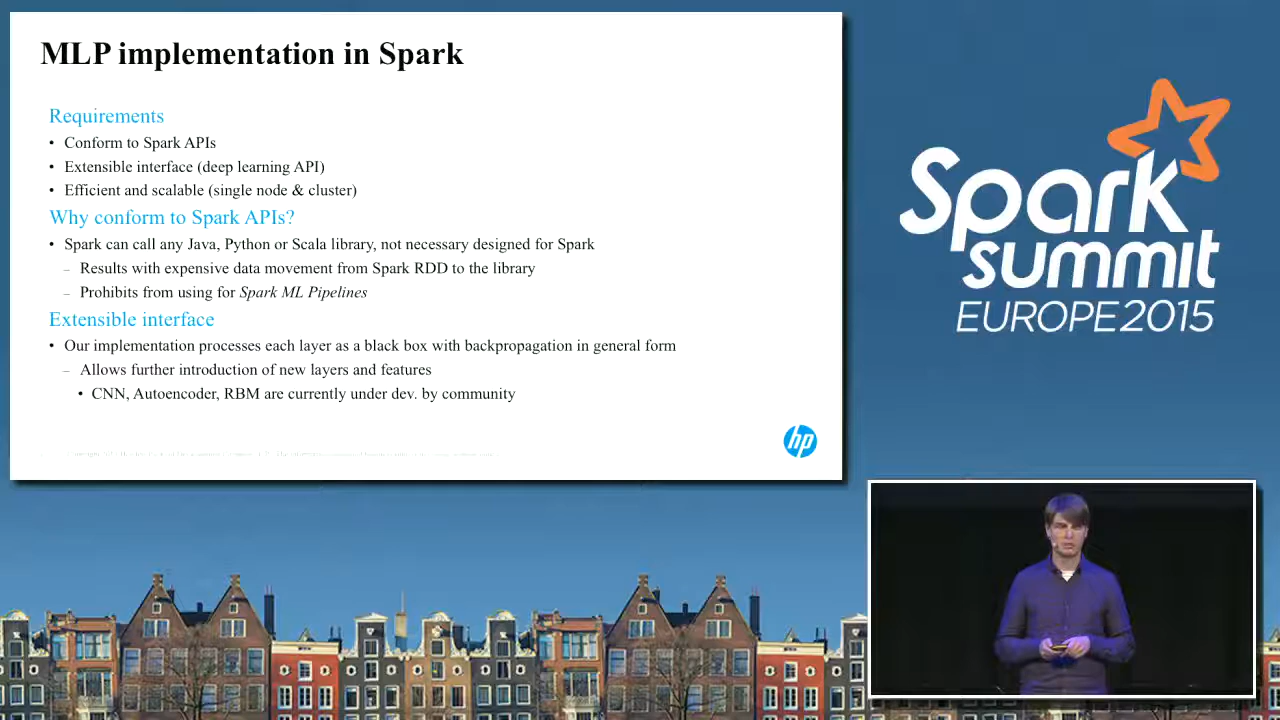 MLP implementation in Spark
Requirements
• Conform to Spark APIs
• Extensible interface (deep learning API)
• Efficient and scalable (single node & cluster)
Why conform to Spark APIs?
• Spark can call any Java, Python or Scala library, not necessary designed for Spark
– Results with expensive data movement from Spark RDD to the library
– Prohibits from using for Spark ML Pipelines
Extensible interface
• Our implementation processes each layer as a black box with backpropagation in general form
– Allows further introduction of new layers and features
• CNN, Autoencoder, RBM are currently under dev. by community
hp
Spark
summit
EUROPE 2015